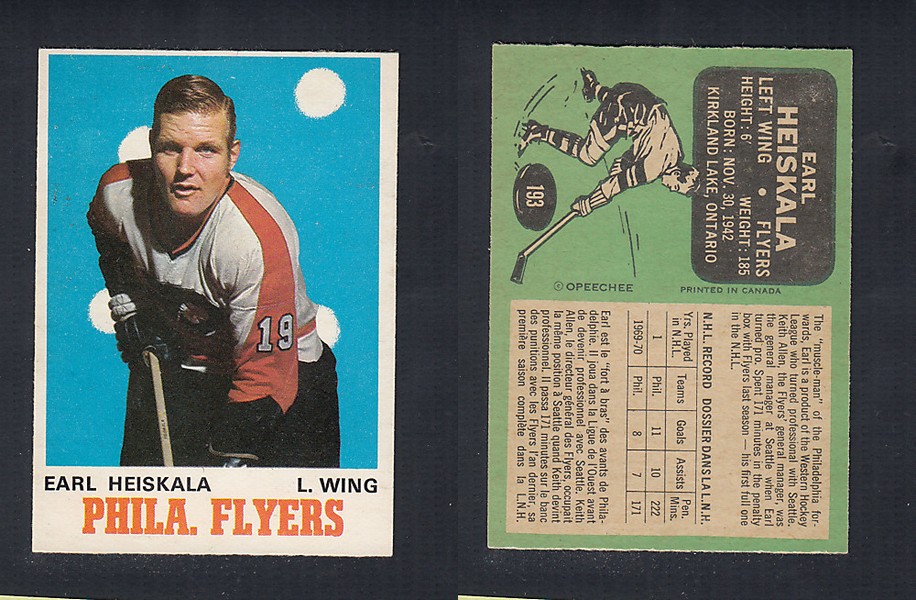 19
EARL HEISKALA L. WING
PHILA. FLYERS
EARL
HEISKALA
LEFT WING • FLYERS
HEIGHT: 6' WEIGHT: 185
BORN: NOV. 30, 1942
KIRKLAND LAKE, ONTARIO
193
© OPEECHEE PRINTED IN CANADA
The "muscle-man" of the Philadelphia for-
wards, Earl is a product of the Western Hockey
League who turned professional with Seattle.
Keith Allen, the Flyers' general manager was
the general manager at Seattle when Earl
turned pro. Spent 171 minutes in the penalty
box with Flyers last season — his first full one
in the N.H.L.
N.H.L. RECORD DOSSIER DANS LA L.N.H.
Yrs. Played Teams Goals Assists Pen.
in N.H.L. Mins.
1 Phil. 11 10 222
1969-70 Phil. 8 7 171
Earl est le "fort à bras" des avants de Phila-
delphie. Il joua dans la Ligue de l'Ouest avant
de devenir professionnel avec Seattle. Keith
Allen, le directeur général des Flyers, occupait
la même position à Seattle quand Keith devint
professionnel. Il passa 171 minutes sur le banc
des punitions avec les Flyers l'an dernier, sa
première saison complète dans la L.N.H.